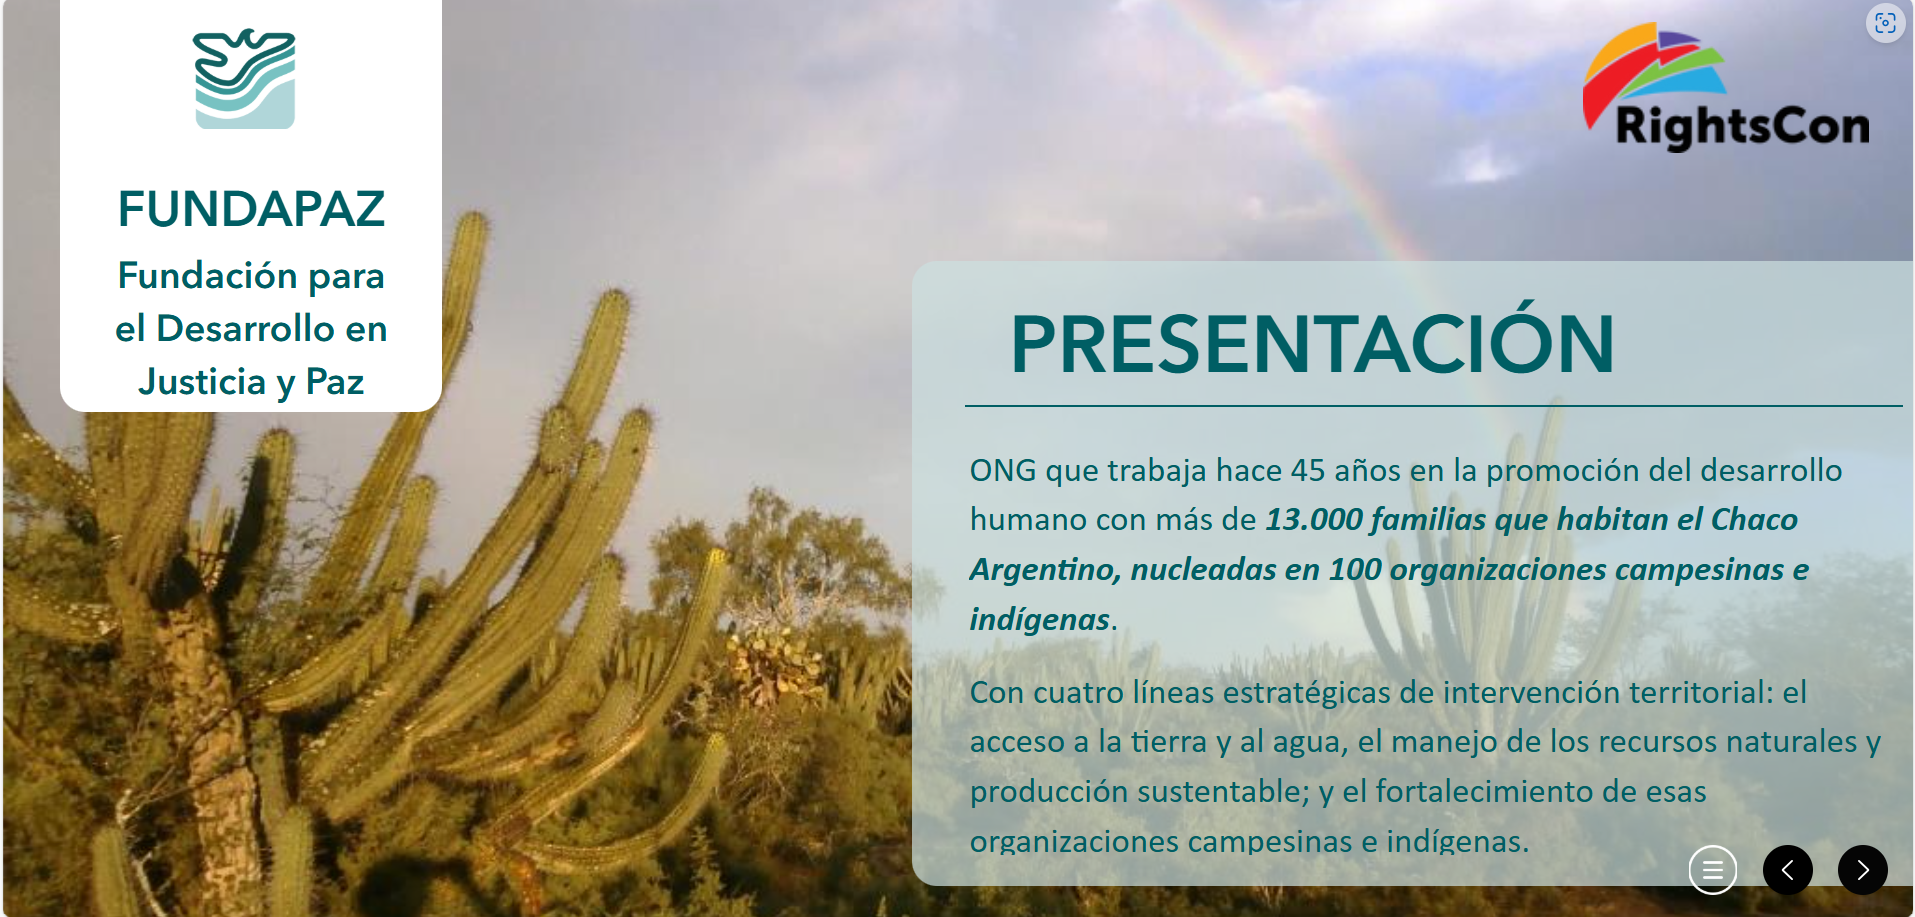 FUNDAPAZ
Fundación para
el Desarrollo en
Justicia y Paz
RightsCon
PRESENTACIÓN
ONG que trabaja hace 45 años en la promoción del desarrollo
humano con más de 13.000 familias que habitan el Chaco
Argentino, nucleadas en 100 organizaciones campesinas e
indígenas.
Con cuatro líneas estratégicas de intervención territorial: el
acceso a la tierra y al agua, el manejo de los recursos naturales y
producción sustentable; y el fortalecimiento de esas
organizaciones campesinas e indígenas.